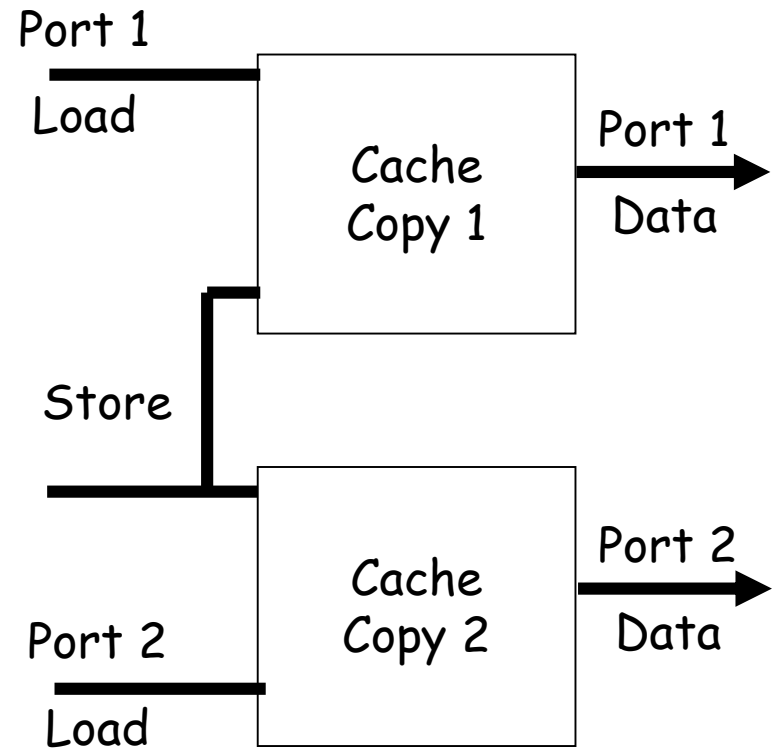 Port 1
Load
Cache
Copy 1
Port 1
Data
Store
Cache
Copy 2
Port 2
Data
Port 2
Load